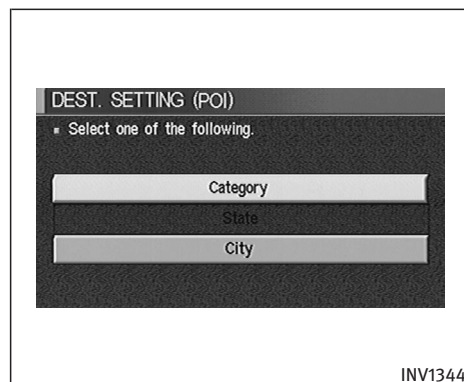 DEST. SETTING (POI)
Select one of the following.
Category
State
City
INV1344